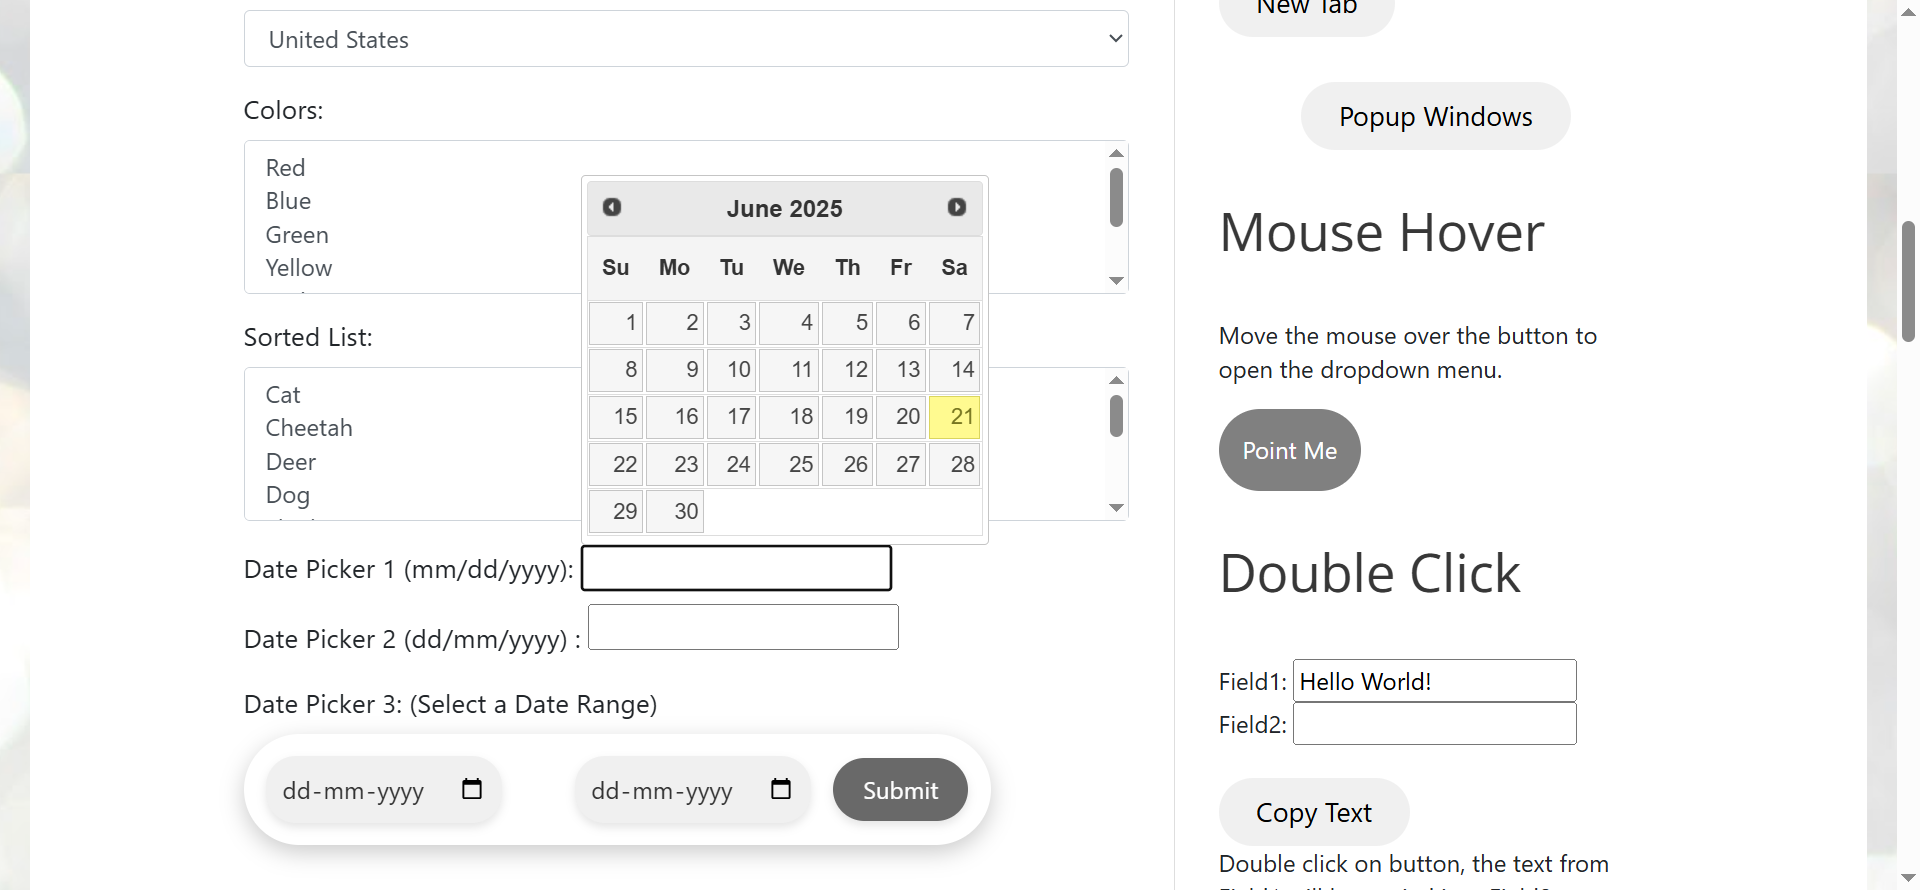 United States
Colors:
Red
Blue
Green
Yellow
Sorted List:
Cat
Cheetah
Deer
Dog
June 2025
Su Mo Tu We Th Fr Sa
1 2 3 4 5 6 7
8 9 10 11 12 13 14
15 16 17 18 19 20 21
22 23 24 25 26 27 28
29 30
Date Picker 1 (mm/dd/yyyy):
Date Picker 2 (dd/mm/yyyy) :
Date Picker 3: (Select a Date Range)
dd-mm-yyyy dd-mm-yyyy Submit
New Tab
Popup Windows
Mouse Hover
Move the mouse over the button to
open the dropdown menu.
Point Me
Double Click
Field1: Hello World!
Field2:
Copy Text
Double click on button, the text from